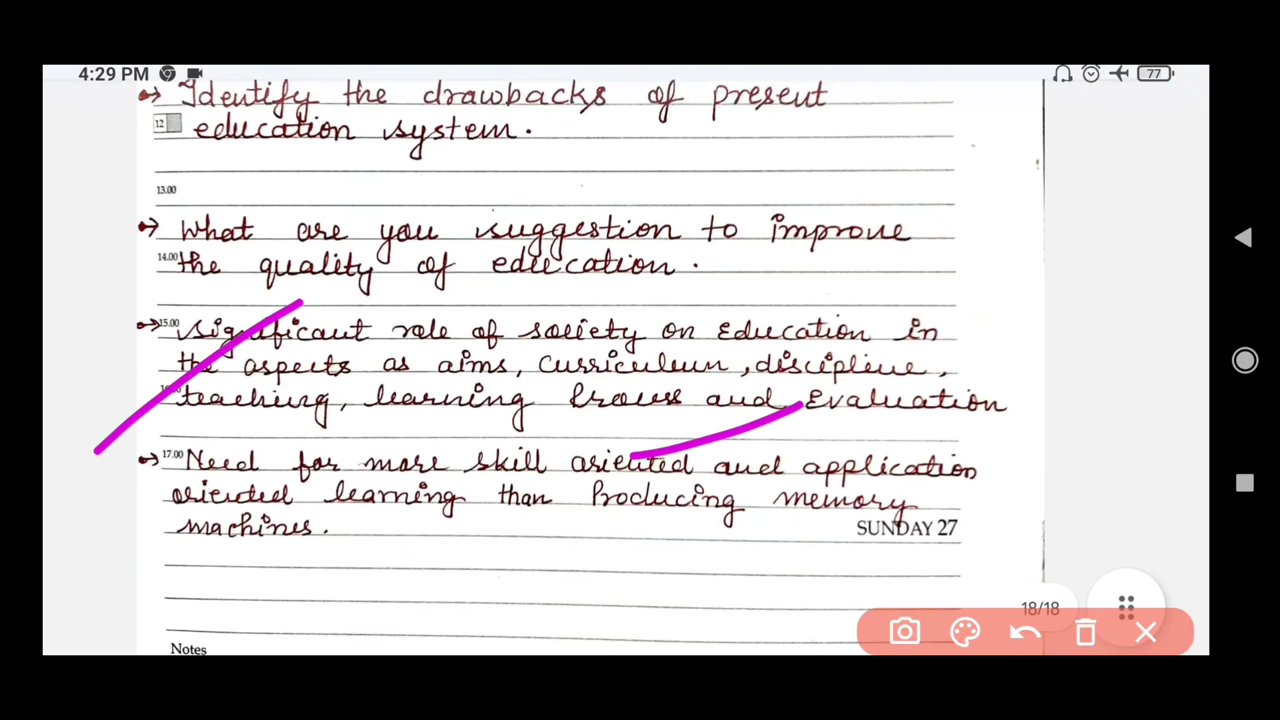 4:29 PM 77
Identify the drawbacks of present
12
education system.
13.00
What are you suggestion to improve
14.00
the quality of education.
15.00
significant role of society on Education in
the aspects as aims, curriculum, discipline,
teaching, learning Process and Evaluation
17.00
Need for more skill oriented and application
oriented learning than Producing memory
machines.
SUNDAY 27
18/18
Notes